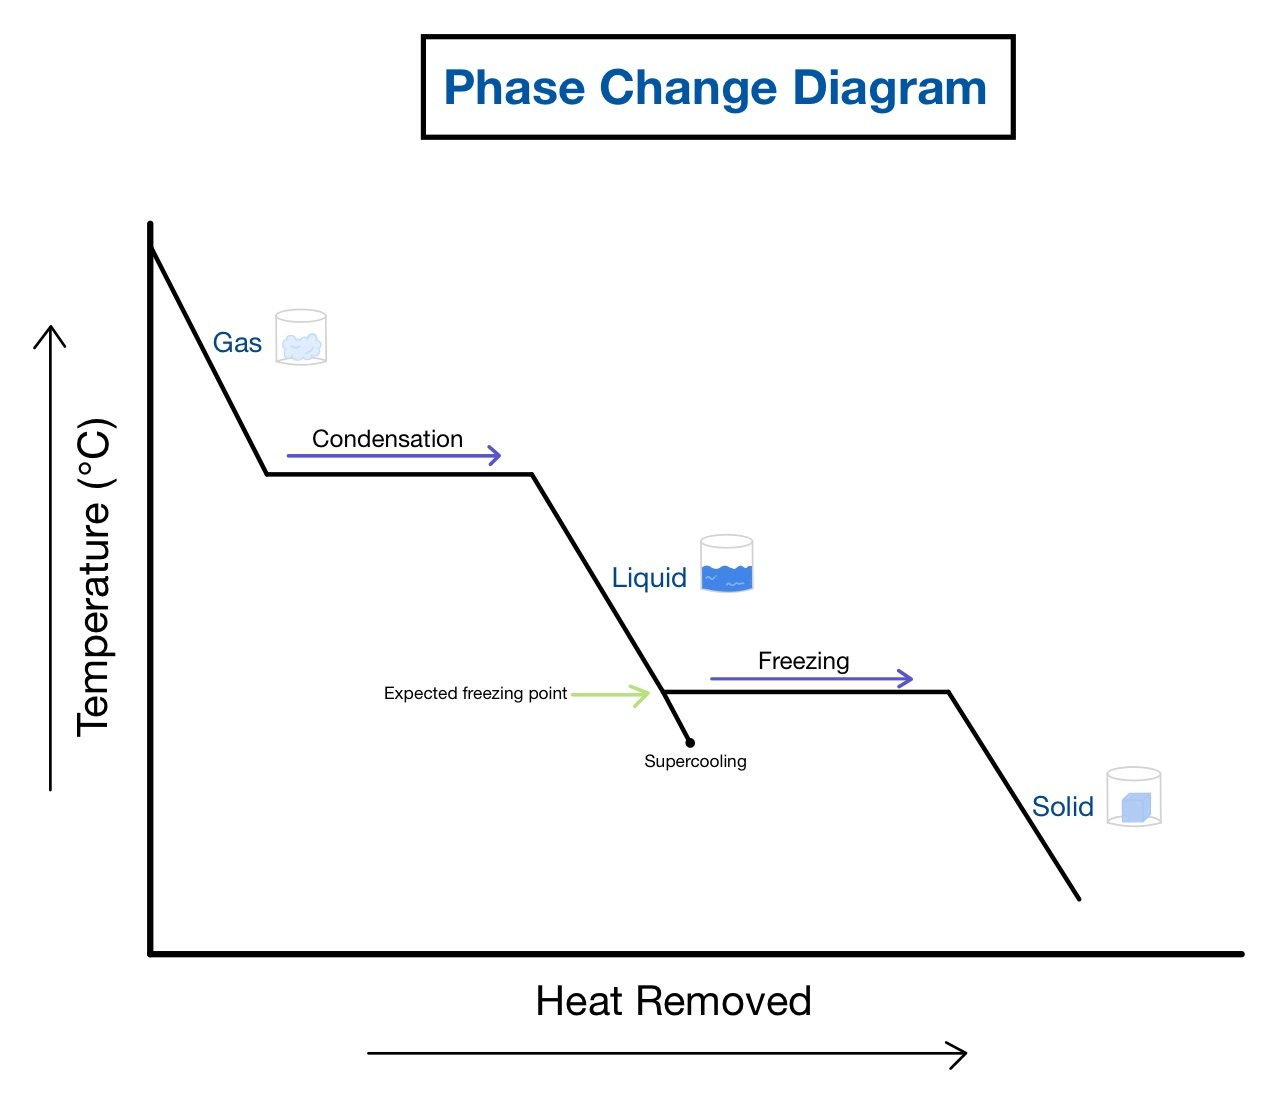 Phase Change Diagram
Gas
Condensation
Temperature (°C)
Liquid
Freezing
Expected freezing point
Supercooling
Solid
Heat Removed